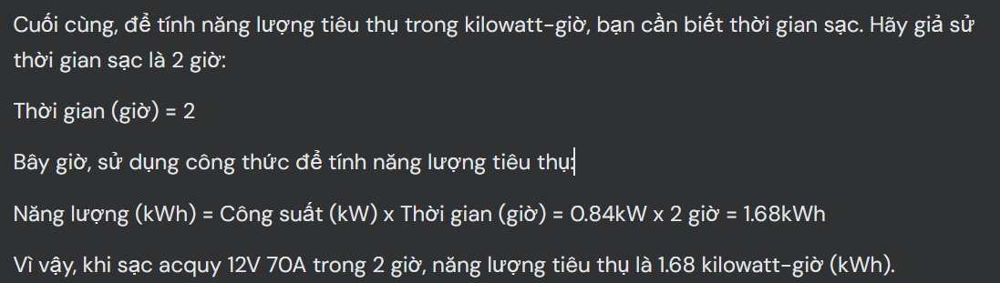 Cuối cùng, để tính năng lượng tiêu thụ trong kilowatt-giờ, bạn cần biết thời gian sạc. Hãy giả sử
thời gian sạc là 2 giờ:
Thời gian (giờ) = 2
Bây giờ, sử dụng công thức để tính năng lượng tiêu thụ:
Năng lượng (kWh) = Công suất (kW) x Thời gian (giờ) = 0.84kW x 2 giờ = 1.68kWh
Vì vậy, khi sạc acquy 12V 70A trong 2 giờ, năng lượng tiêu thụ là 1.68 kilowatt-giờ (kWh).